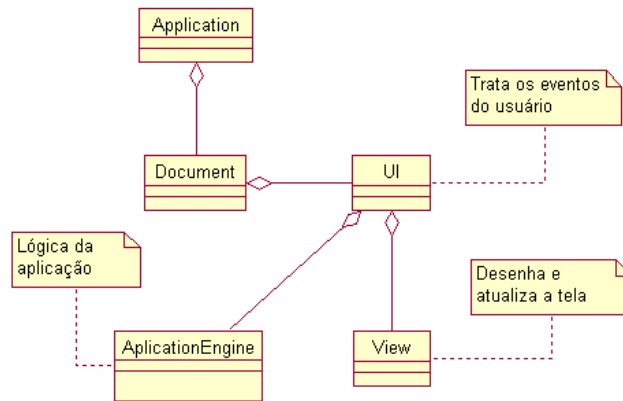 Application
Trata os eventos
do usuário
Document
UI
Lógica da
aplicação
Desenha e
atualiza a tela
AplicationEngine
View